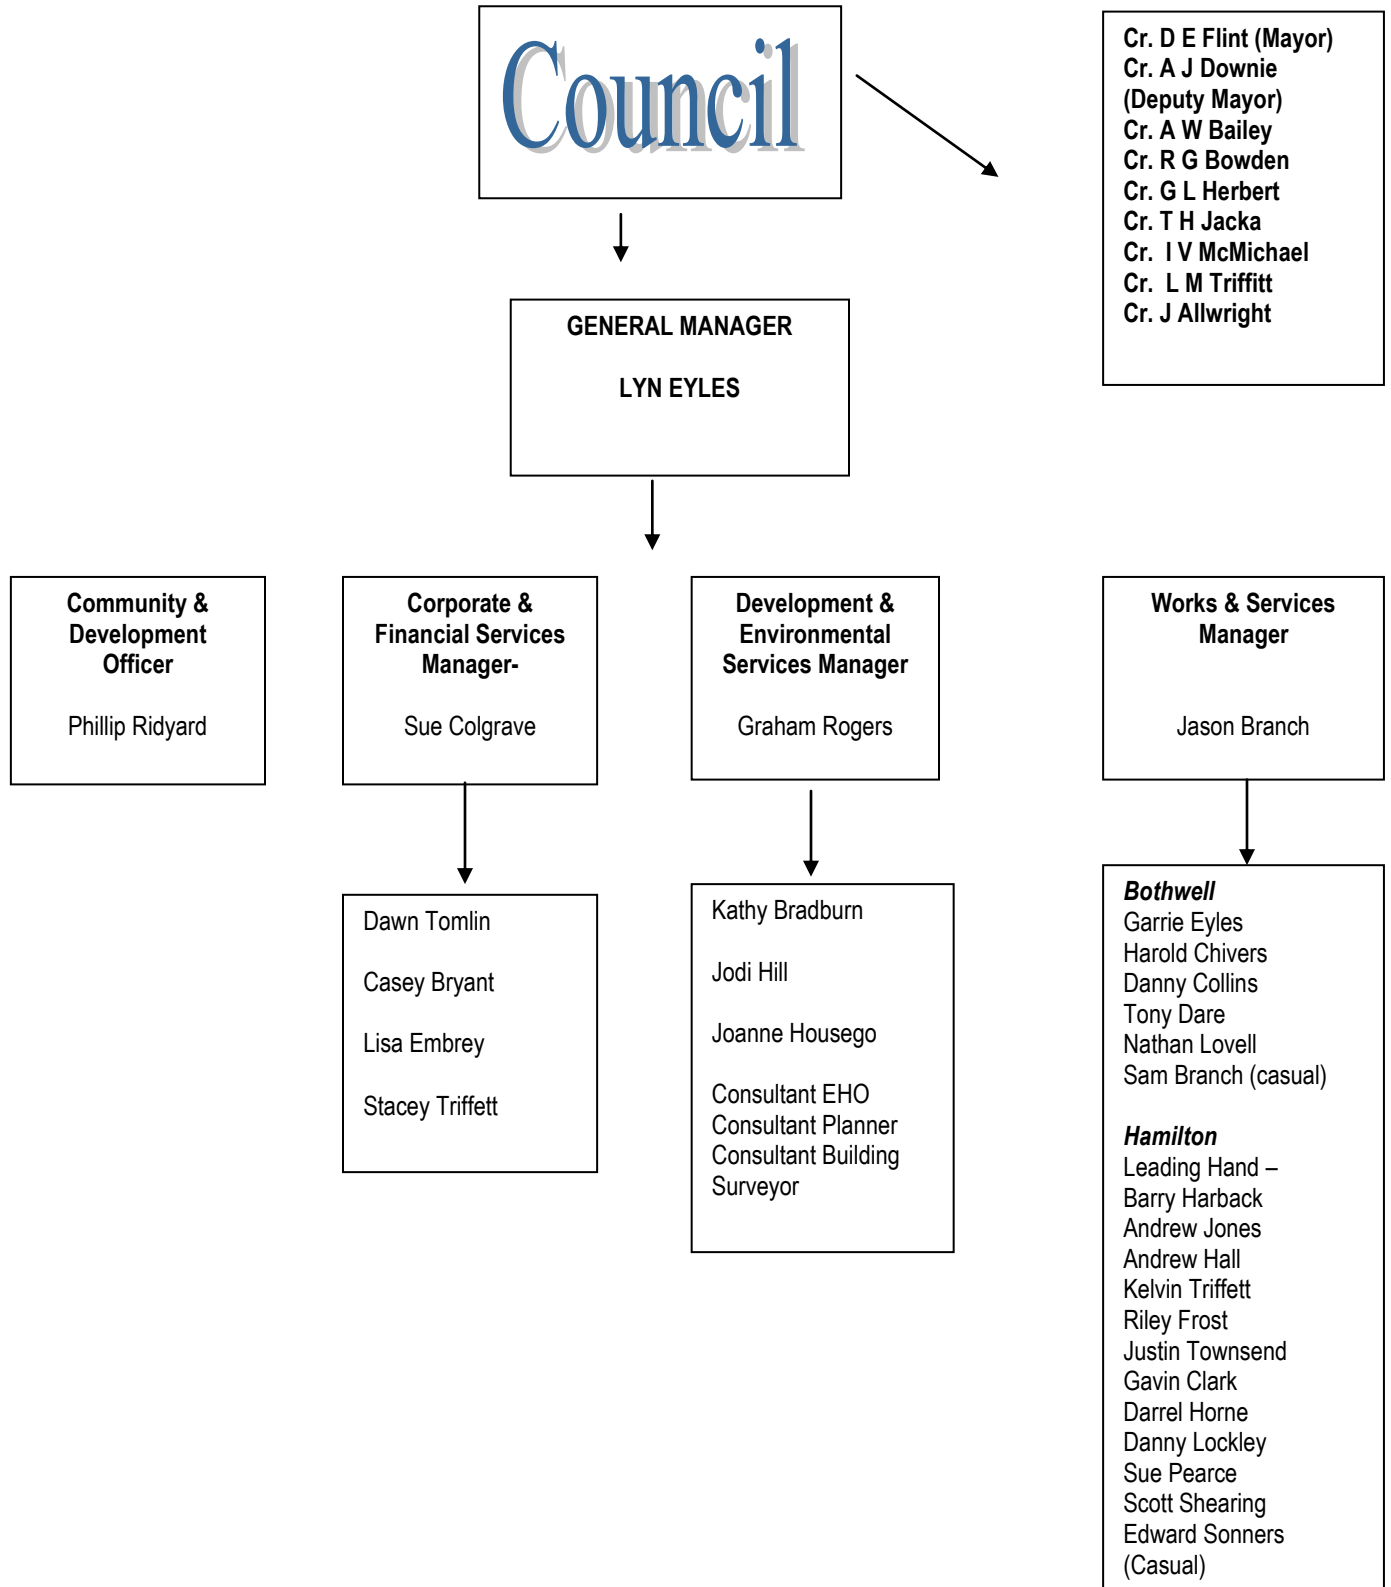 Council
Cr. D E Flint (Mayor)
Cr. A J Downie
(Deputy Mayor)
Cr. A W Bailey
Cr. R G Bowden
Cr. G L Herbert
Cr. T H Jacka
Cr.  I V McMichael
Cr.  L M Triffitt
Cr. J Allwright
GENERAL MANAGER
LYN EYLES
Community &
Development
Officer
Phillip Ridyard
Corporate &
Financial Services
Manager-
Sue Colgrave
Development &
Environmental
Services Manager
Graham Rogers
Works & Services
Manager
Jason Branch
Dawn Tomlin
Casey Bryant
Lisa Embrey
Stacey Triffett
Kathy Bradburn
Jodi Hill
Joanne Housego
Consultant EHO
Consultant Planner
Consultant Building
Surveyor
Bothwell
Garrie Eyles
Harold Chivers
Danny Collins
Tony Dare
Nathan Lovell
Sam Branch (casual)
Hamilton
Leading Hand –
Barry Harback
Andrew Jones
Andrew Hall
Kelvin Triffett
Riley Frost
Justin Townsend
Gavin Clark
Darrel Horne
Danny Lockley
Sue Pearce
Scott Shearing
Edward Sonners
(Casual)